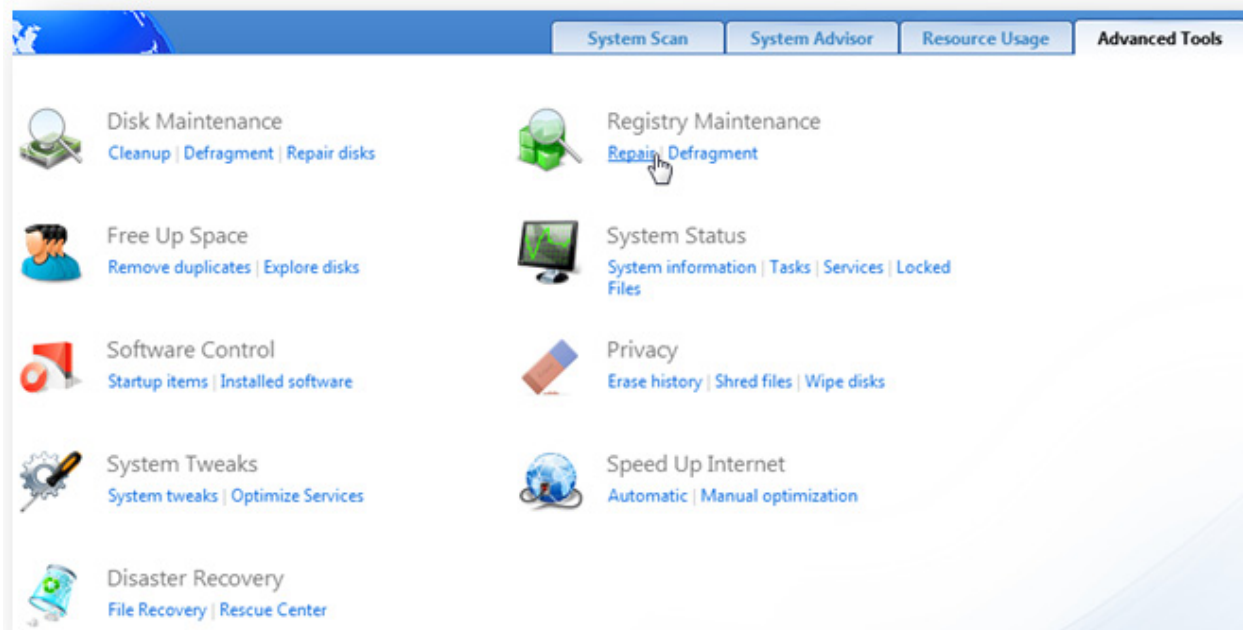 System Scan
System Advisor
Resource Usage
Advanced Tools
Disk Maintenance
Cleanup | Defragment | Repair disks
Registry Maintenance
Repair | Defragment
Free Up Space
Remove duplicates | Explore disks
System Status
System information | Tasks | Services | Locked
Files
Software Control
Startup items | Installed software
Privacy
Erase history | Shred files | Wipe disks
System Tweaks
System tweaks | Optimize Services
Speed Up Internet
Automatic | Manual optimization
Disaster Recovery
File Recovery | Rescue Center